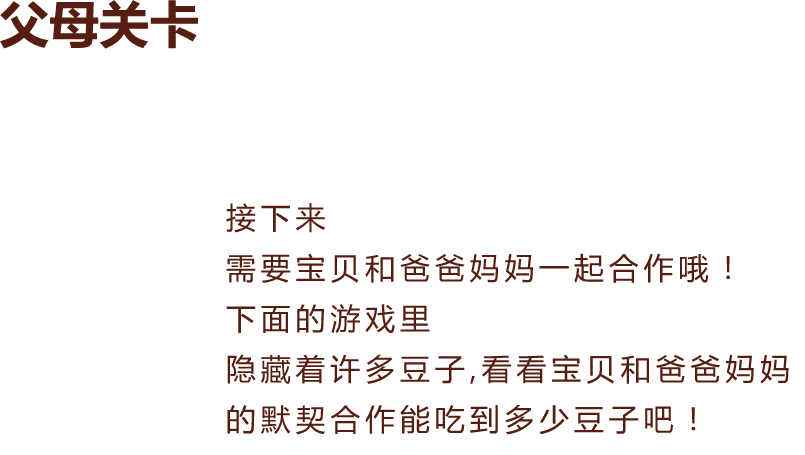 父母关卡
接下来
需要宝贝和爸爸妈妈一起合作哦！
下面的游戏里
隐藏着许多豆子,看看宝贝和爸爸妈妈
的默契合作能吃到多少豆子吧！